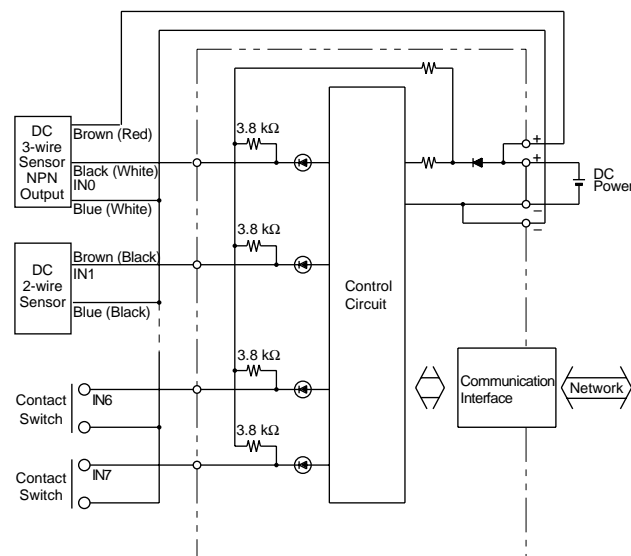 DC
3-wire
Sensor
NPN
Output
Brown (Red)
Black (White)
IN0
Blue (White)
3.8 kΩ
+
+
−
−
DC
Power
DC
2-wire
Sensor
Brown (Black)
IN1
Blue (Black)
3.8 kΩ
Control
Circuit
Contact
Switch
IN6
3.8 kΩ
Communication
Interface
Network
Contact
Switch
IN7
3.8 kΩ